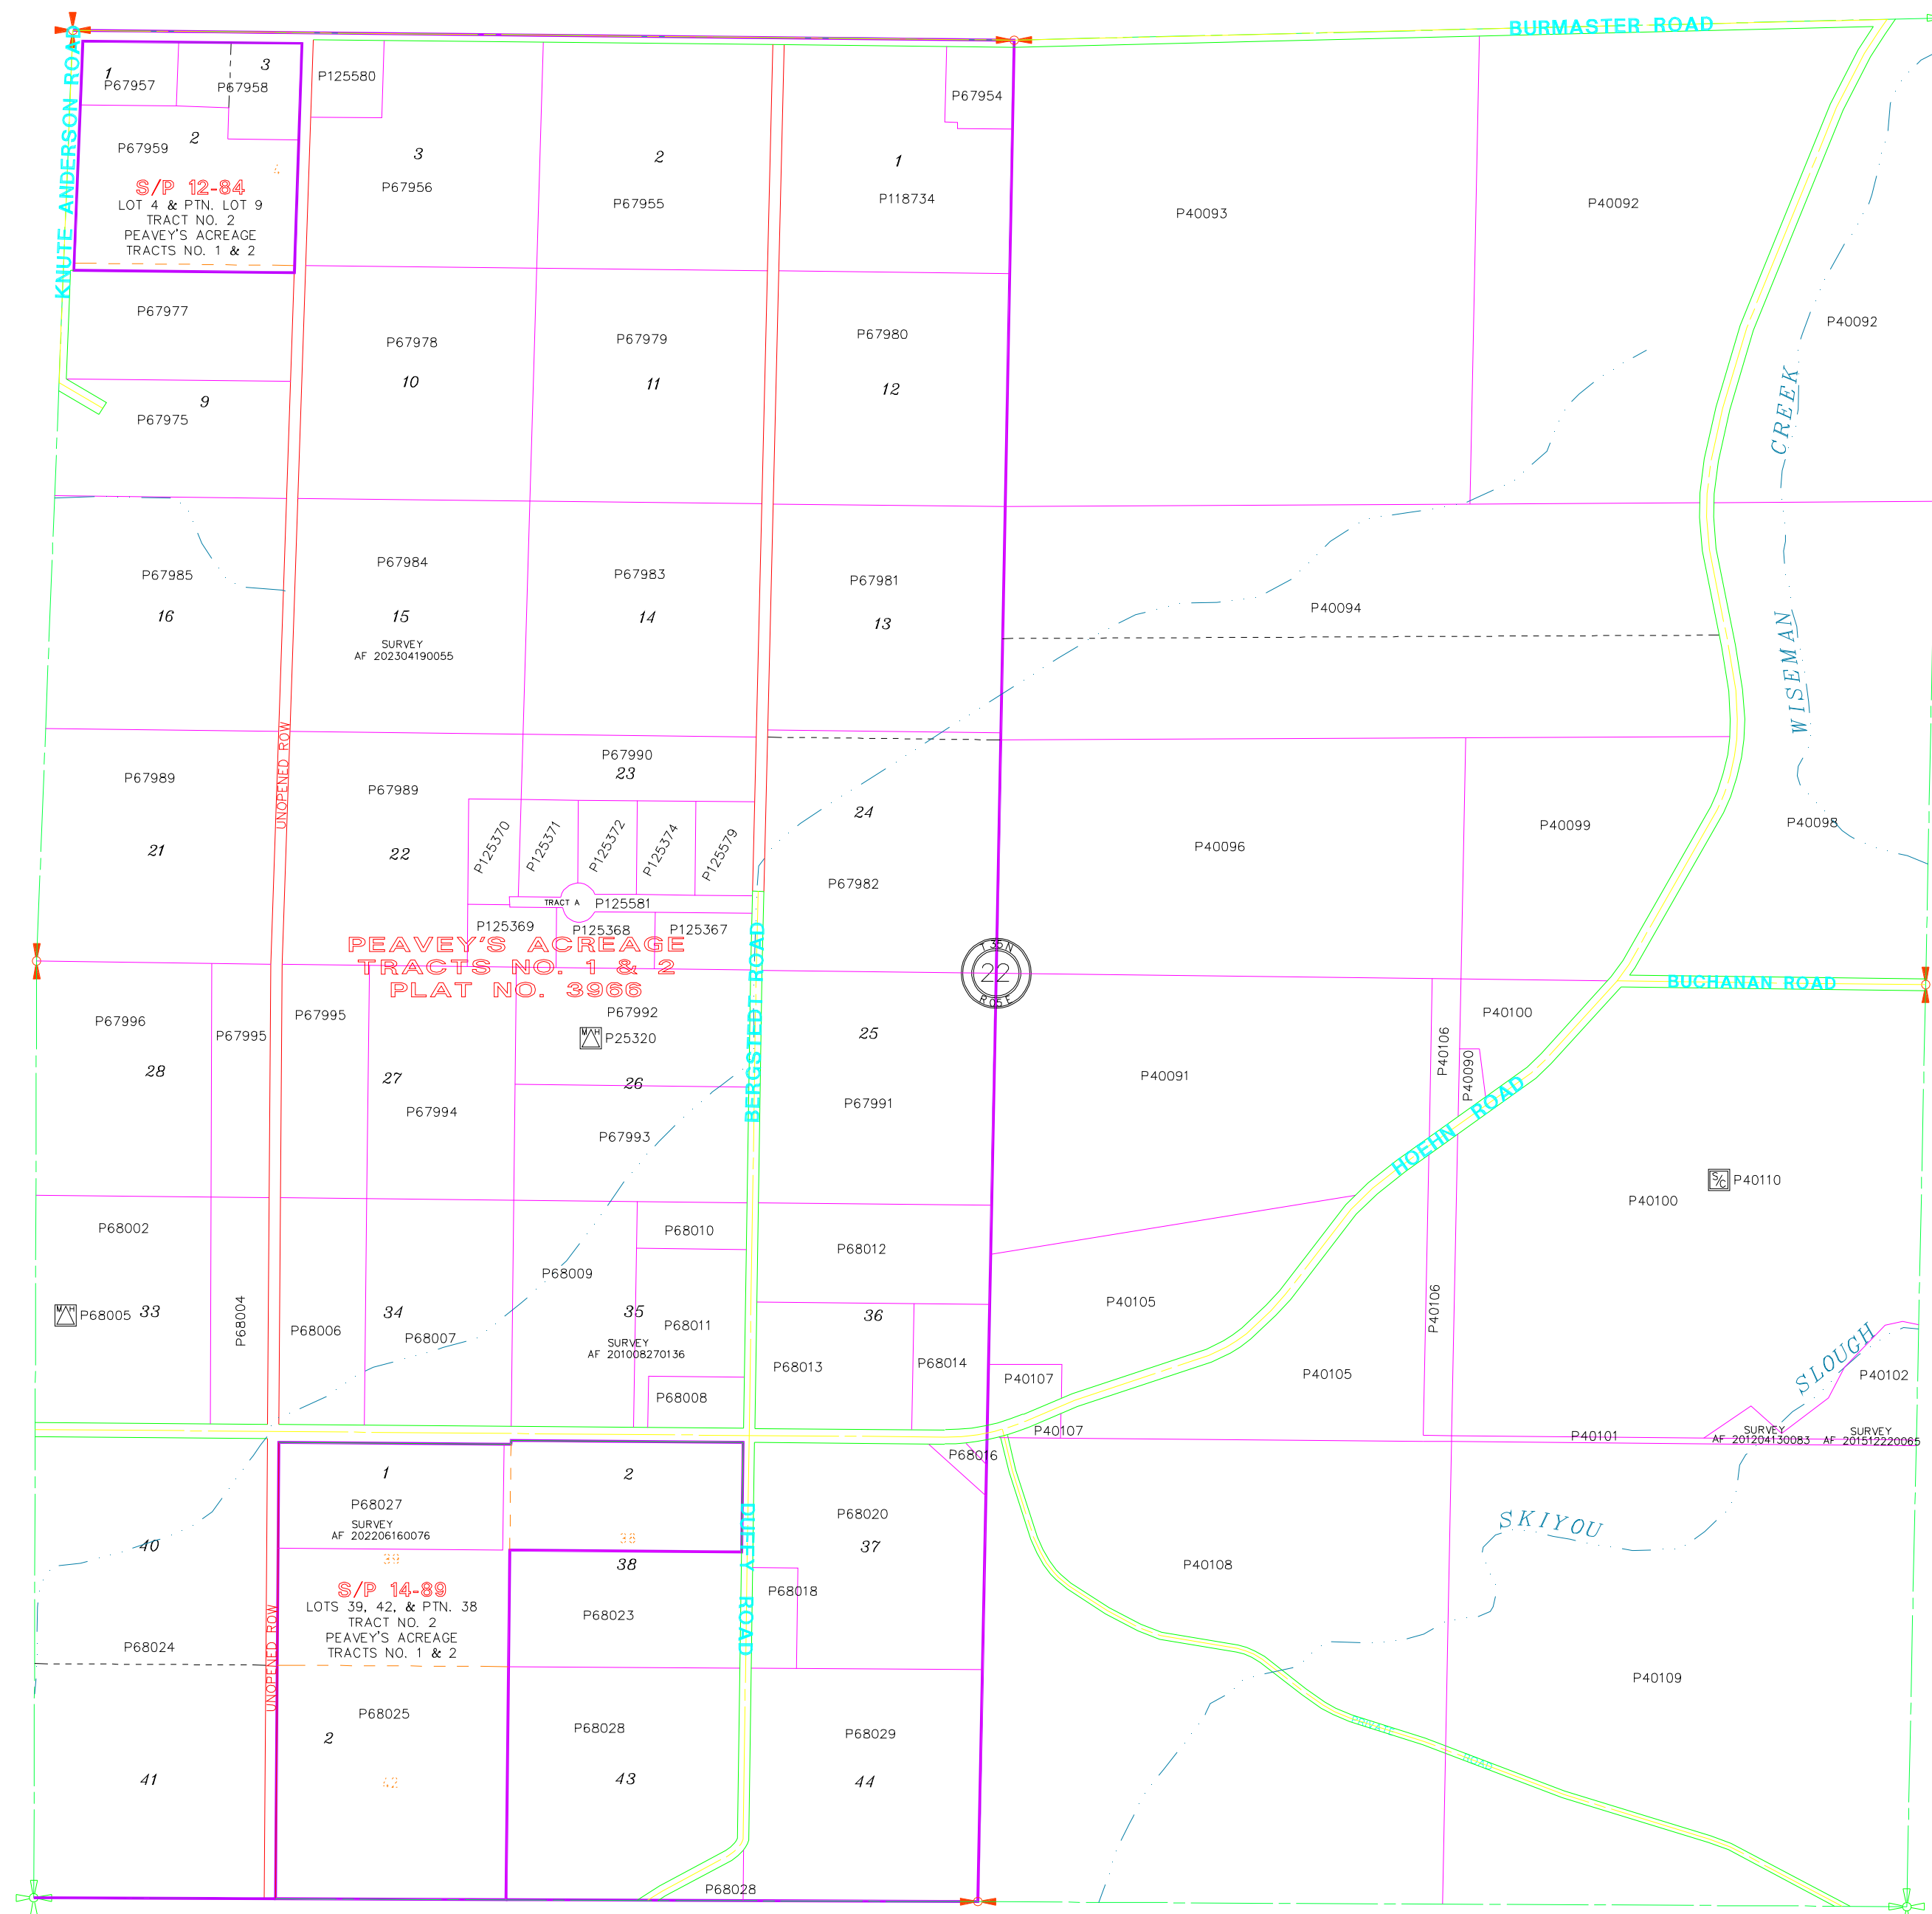 BURMASTER ROAD
KNUTE ANDERSON ROAD
1
P67957
3
P67958
P125580
P67954
2
P67959
4
S/P 12-84
LOT 4 & PTN. LOT 9
TRACT NO. 2
PEAVEY'S ACREAGE
TRACTS NO. 1 & 2
3
P67956
2
P67955
1
P118734
P40093
P40092
P40092
P67977
P67978
10
P67979
11
P67980
12
9
P67975
WISEMAN CREEK
P67985
16
P67984
15
SURVEY
AF 202304190055
P67983
14
P67981
13
P40094
UNOPENED ROW
P67989
21
P67989
22
P67990
23
P125370
P125371
P125372
P125374
P125579
24
P67982
P40096
P40099
P40098
TRACT A
P125581
P125369
P125368
P125367
PEAVEY'S ACREAGE
TRACTS NO. 1 & 2
PLAT NO. 3966
BERGSTEDT ROAD
T 35 N
22
R 05 E
BUCHANAN ROAD
P67996
28
P67995
P67995
27
P67994
P67992
P25320
26
P67993
25
P67991
P40091
P40106
P40100
P40090
HOEHN ROAD
S/C P40110
P40100
P68002
MH P68005
33
P68004
P68006
34
P68007
P68009
P68010
35
P68011
SURVEY
AF 201008270136
P68008
P68012
36
P68013
P68014
P40105
P40106
P40107
P40105
P40107
P40101
SLOUGH
P40102
SURVEY
AF 201204130083
SURVEY
AF 201512220065
P68016
1
P68027
SURVEY
AF 202206160076
39
2
38
38
P68023
DUFFY ROAD
P68020
37
P68018
SKIYOU
P40108
P40109
40
P68024
S/P 14-89
LOTS 39, 42, & PTN. 38
TRACT NO. 2
PEAVEY'S ACREAGE
TRACTS NO. 1 & 2
UNOPENED ROW
P68025
2
42
41
P68028
43
P68029
44
PRIVATE
ROAD
P68028